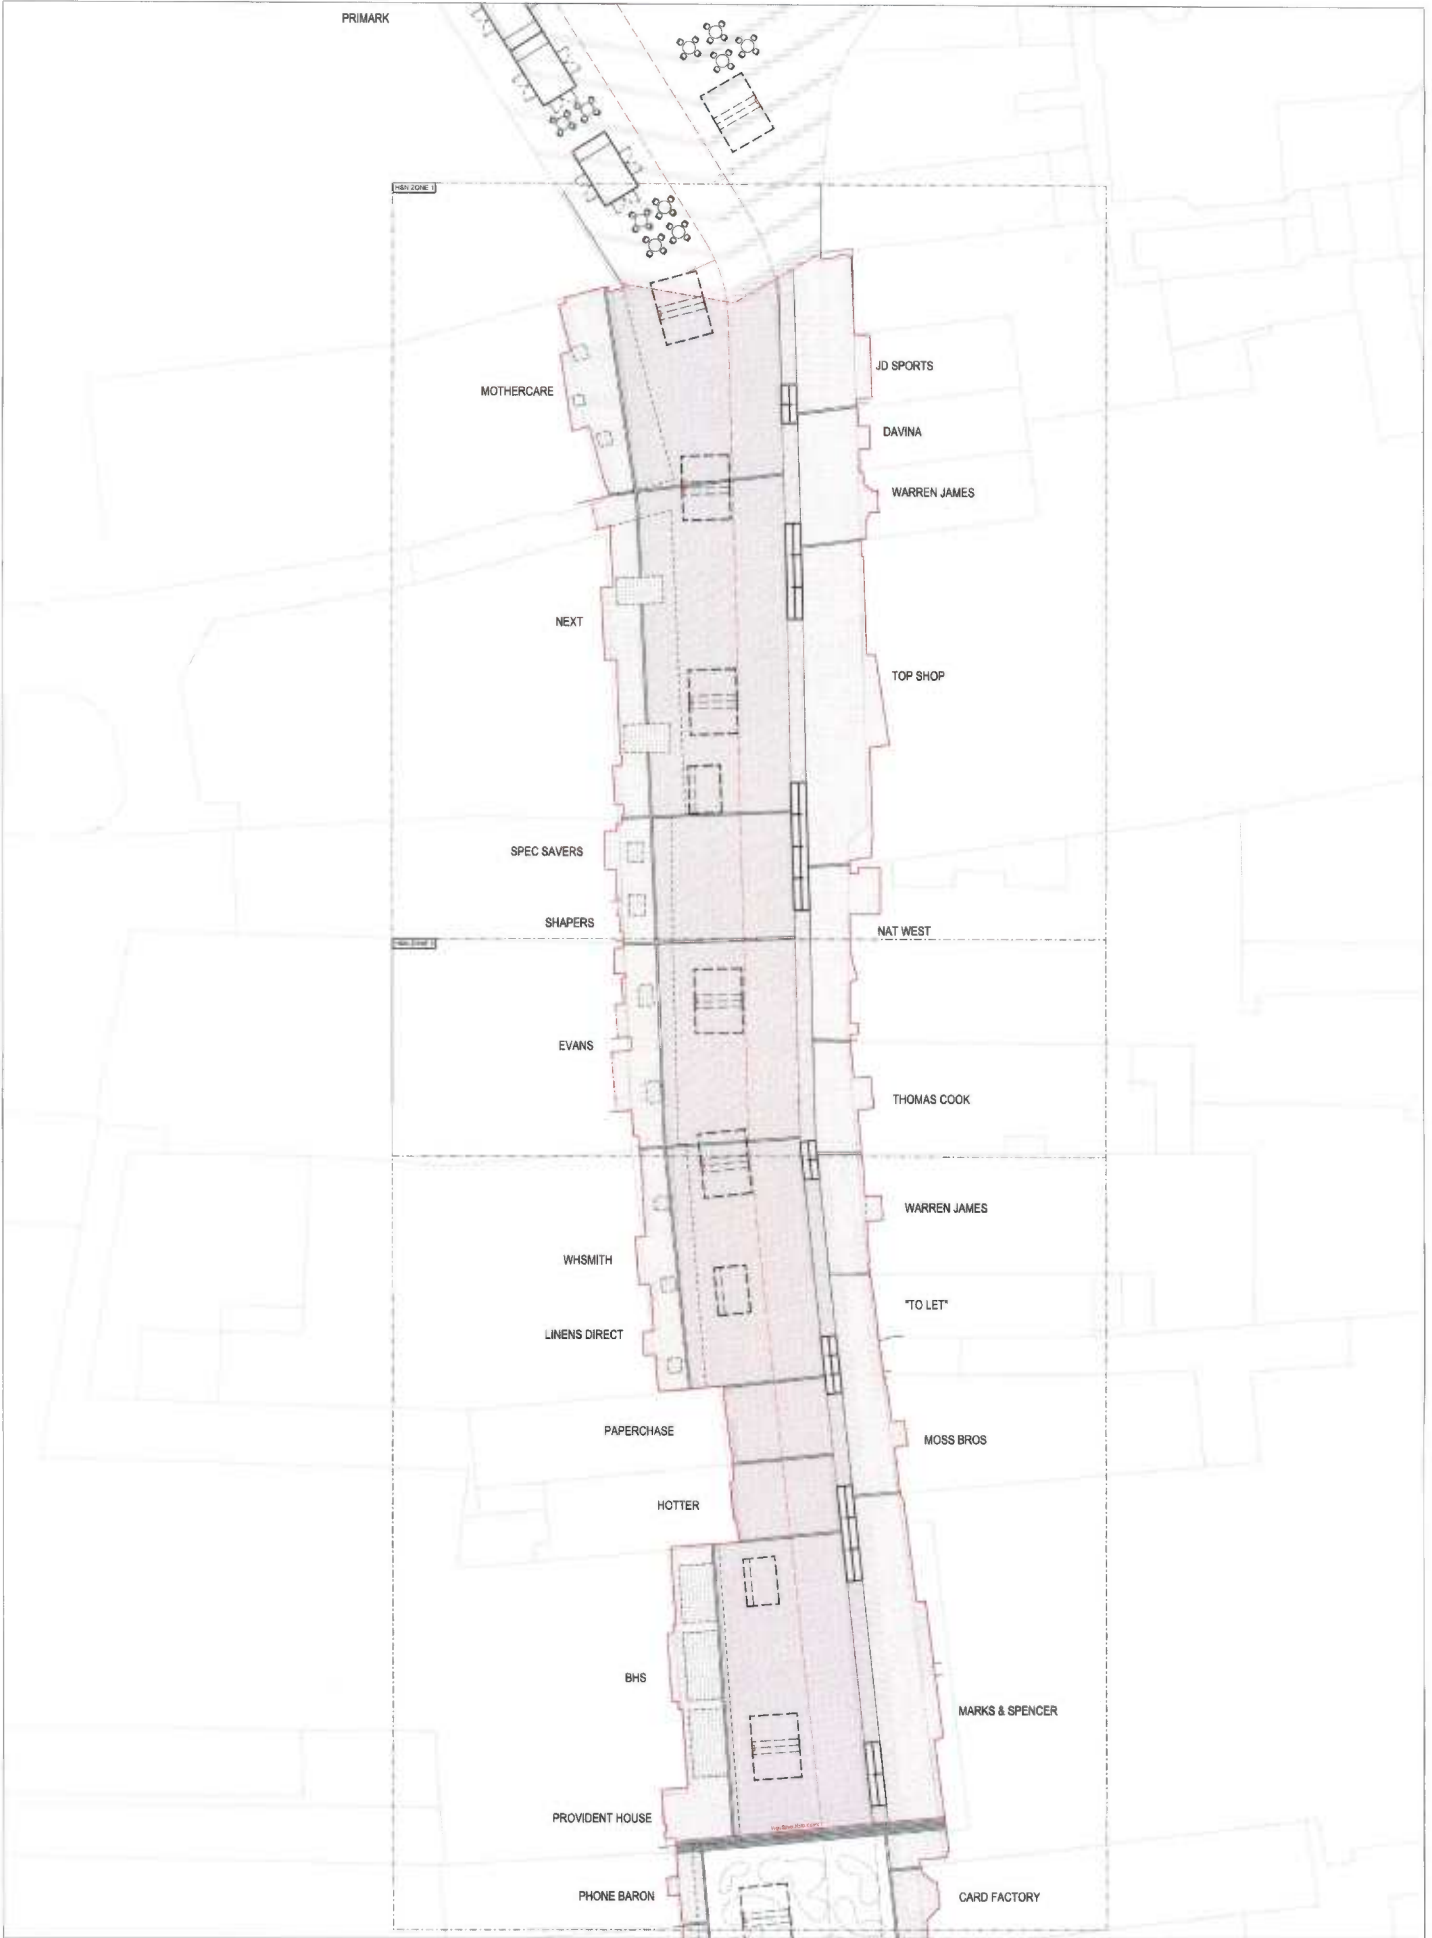 PRIMARK
H&N ZONE 1
MOTHERCARE
JD SPORTS
DAVINA
WARREN JAMES
NEXT
TOP SHOP
SPEC SAVERS
SHAPERS
NAT WEST
EVANS
THOMAS COOK
WARREN JAMES
WHSMITH
"TO LET"
LINENS DIRECT
PAPERCHASE
MOSS BROS
HOTTER
BHS
MARKS & SPENCER
PROVIDENT HOUSE
PHONE BARON
CARD FACTORY